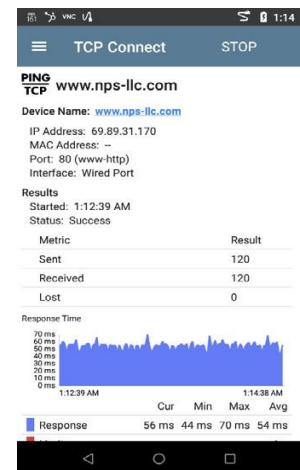 VNC
1:14
TCP Connect
STOP
PING
TCP
www.nps-llc.com
Device Name: www.nps-llc.com
IP Address: 69.89.31.170
MAC Address: --
Port: 80 (www-http)
Interface: Wired Port
Results
Started: 1:12:39 AM
Status: Success
Metric Result
Sent 120
Received 120
Lost 0
Response Time
70 ms
60 ms
50 ms
40 ms
30 ms
20 ms
10 ms
0 ms
1:12:39 AM 1:14:38 AM
Cur Min Max Avg
Response 56 ms 44 ms 70 ms 54 ms